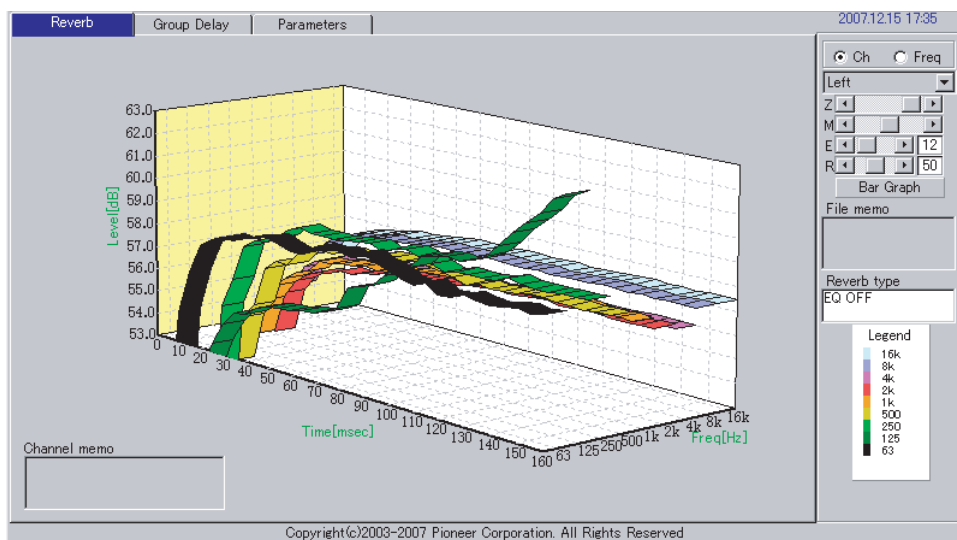 Reverb Group Delay Parameters 2007.12.15 17:35
Ch Freq
Left
Z
M
E 12
R 50
Bar Graph
File memo
Reverb type
EQ OFF
Legend
16k
8k
4k
2k
1k
500
250
125
63
Level[dB]
63.0
62.0
61.0
60.0
59.0
58.0
57.0
56.0
55.0
54.0
53.0
0 10 20 30 40 50 60 70 80 90 100 110 120 130 140 150 160
Time[msec]
63 125 250 500 1k 2k 4k 8k 16k
Freq[Hz]
Channel memo
Copyright(c)2003-2007 Pioneer Corporation. All Rights Reserved